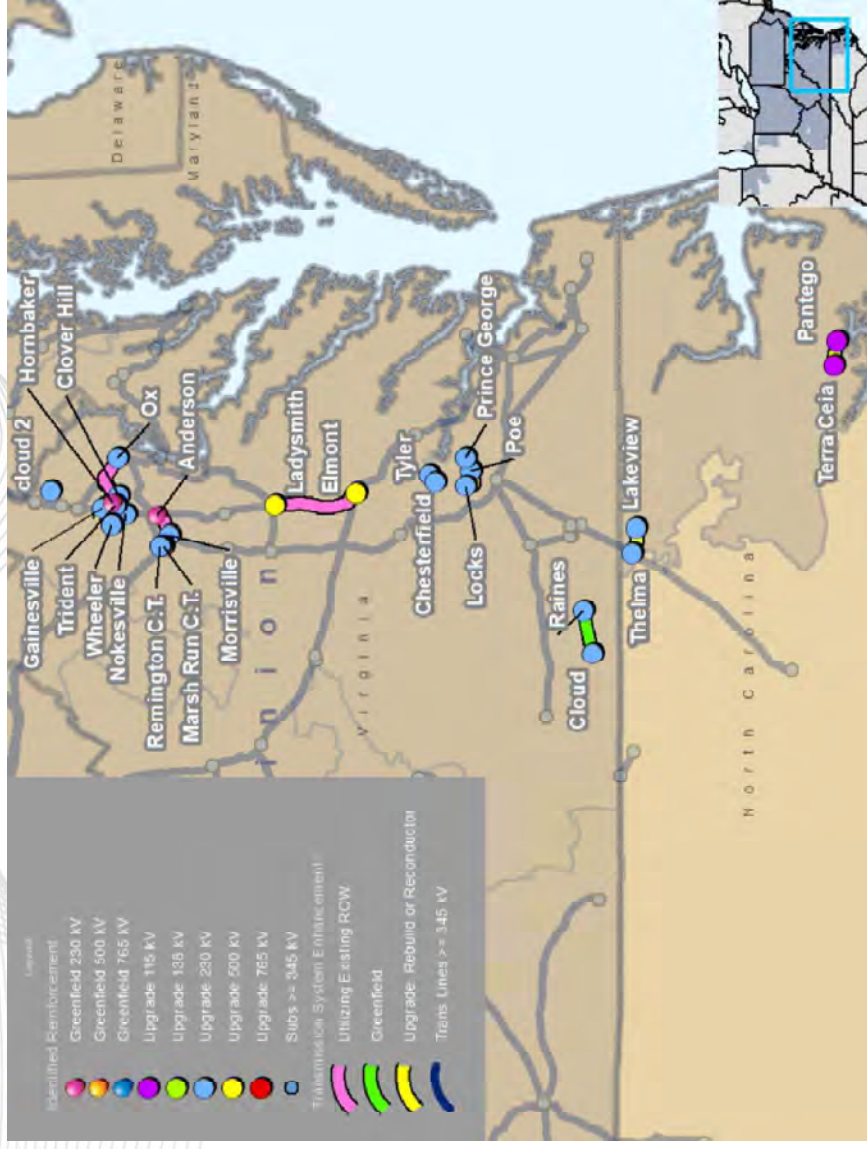 Legend
Identified Reinforcement
Greenfield 230 kV
Greenfield 500 kV
Greenfield 765 kV
Upgrade 115 kV
Upgrade 138 kV
Upgrade 230 kV
Upgrade 500 kV
Upgrade 765 kV
Subs >= 345 kV
Transmission System Enhancement
Utilizing Existing ROW
Greenfield
Upgrade: Rebuild or Reconductor
Trans Lines >= 345 kV
cloud 2
Hornbaker
Clover Hill
Ox
Anderson
Gainesville
Trident
Wheeler
Nokesville
Remington C.T.
Marsh Run C.T.
Morrisville
Ladysmith
Elmont
Tyler
Chesterfield
Prince George
Poe
Locks
Raines
Cloud
Lakeview
Thelma
Pantego
Terra Ceia
Delaware
Maryland
inion
Virginia
North Carolina